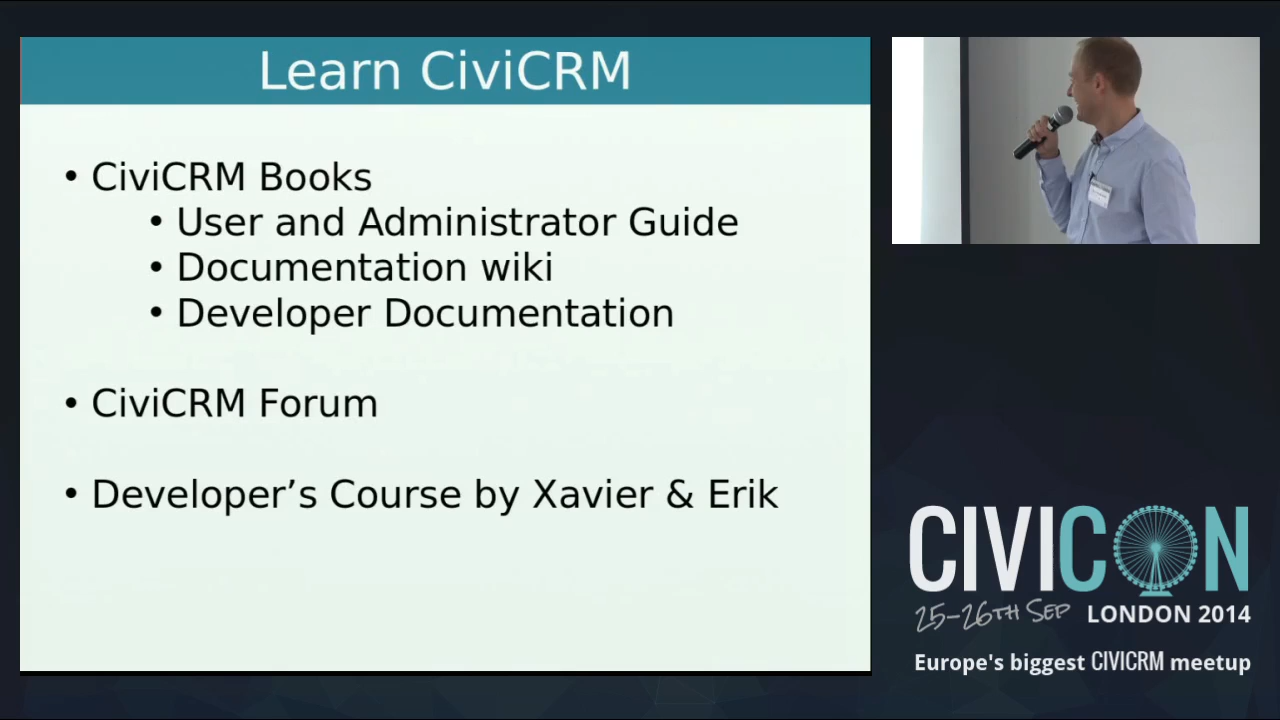 Learn CiviCRM
• CiviCRM Books
• User and Administrator Guide
• Documentation wiki
• Developer Documentation
• CiviCRM Forum
• Developer’s Course by Xavier & Erik
CIVICON
25-26TH SEP LONDON 2014
Europe's biggest CIVICRM meetup